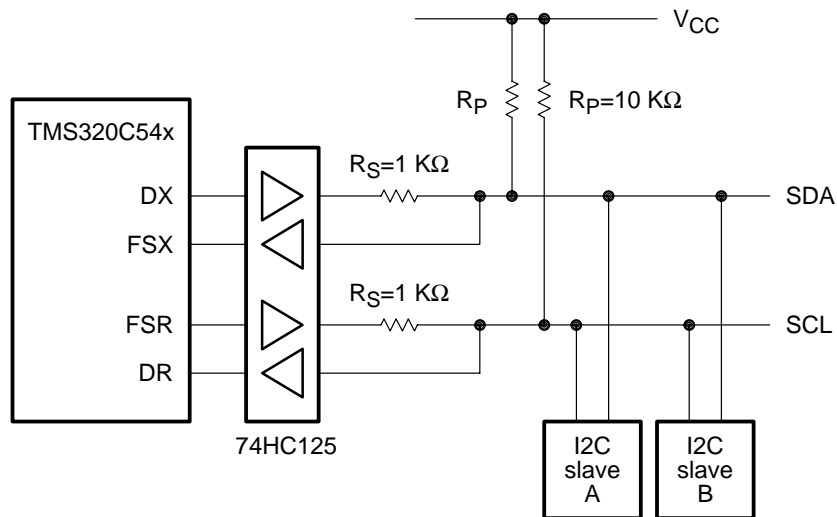 V_CC
R_P
R_P=10 KΩ
TMS320C54x
R_S=1 KΩ
DX
SDA
FSX
R_S=1 KΩ
FSR
SCL
DR
74HC125
I2C
slave
A
I2C
slave
B